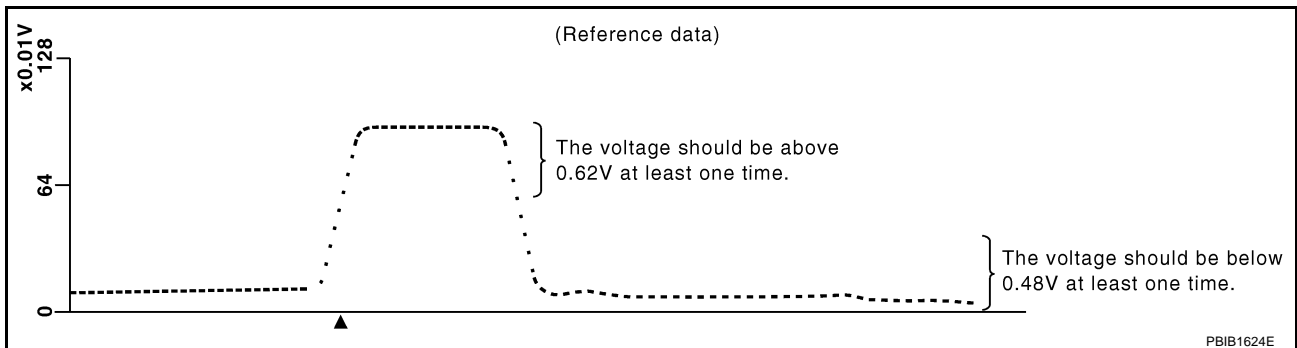 (Reference data)
x0.01V
128
64
0
The voltage should be above
0.62V at least one time.
The voltage should be below
0.48V at least one time.
PBIB1624E